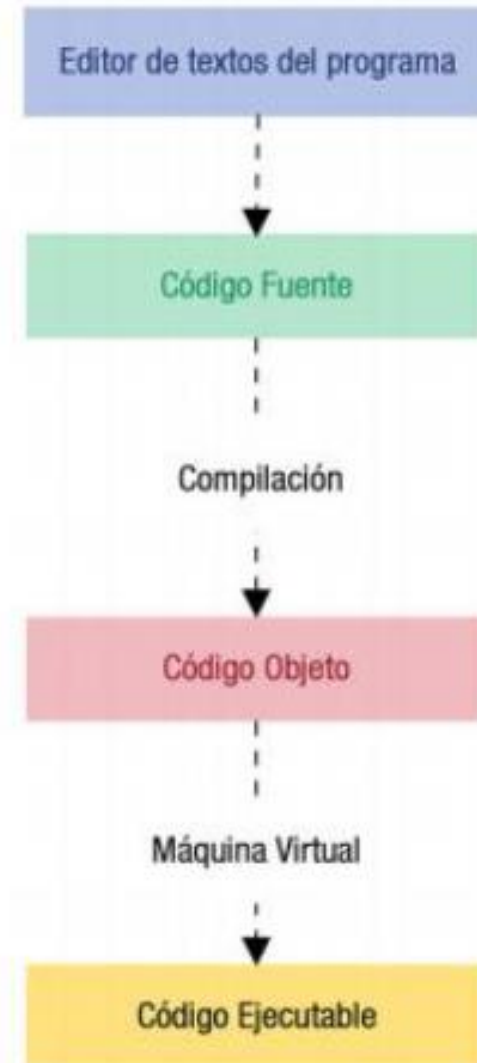 Editor de textos del programa
Código Fuente
Compilación
Código Objeto
Máquina Virtual
Código Ejecutable